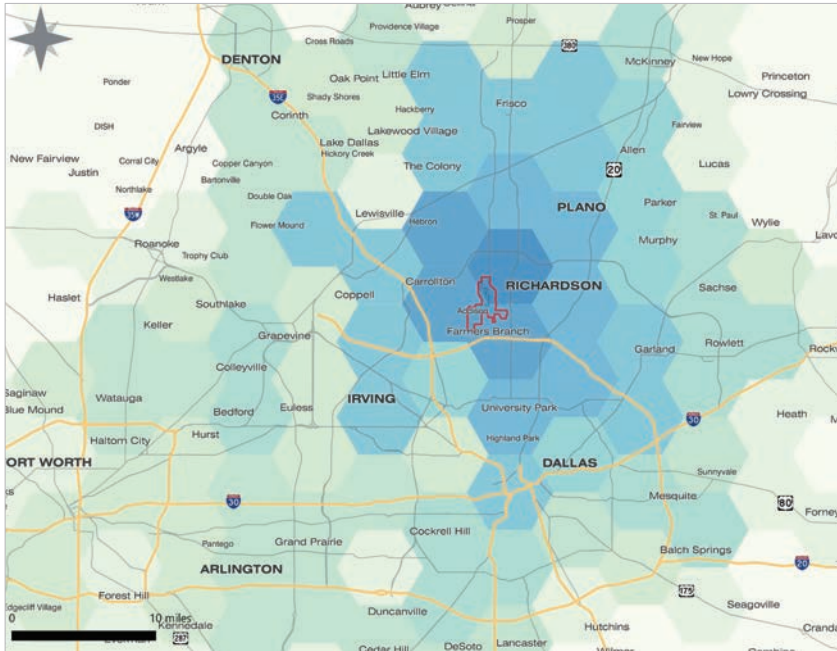 Aubrey
Prosper
Providence Village
Cross Roads
380
DENTON
McKinney
New Hope
Princeton
Oak Point
Little Elm
Ponder
Lowry Crossing
35E
Shady Shores
Hackberry
Frisco
Corinth
DISH
Lakewood Village
Fairview
Argyle
Lake Dallas
Allen
New Fairview
Corral City
Hickory Creek
Copper Canyon
The Colony
Lucas
Justin
20
Bartonville
Northlake
Double Oak
Parker
PLANO
35W
Lewisville
Hebron
St. Paul
Flower Mound
Wylie
Roanoke
Murphy
Trophy Club
Westlake
Carrollton
RICHARDSON
Sachse
Haslet
Coppell
Southlake
Addison
Keller
Farmers Branch
Grapevine
Rowlett
Garland
Colleyville
Saginaw
Watauga
IRVING
Blue Mound
Bedford
Euless
University Park
Heath
30
Haltom City
Hurst
Highland Park
ORT WORTH
DALLAS
Sunnyvale
30
Mesquite
80
Forney
Cockrell Hill
Pantego
Grand Prairie
Balch Springs
20
ARLINGTON
175
Forest Hill
Seagoville
Edgecliff Village
0
10 miles
Duncanville
Kennedale
Hutchins
287
Cedar Hill
DeSoto
Lancaster